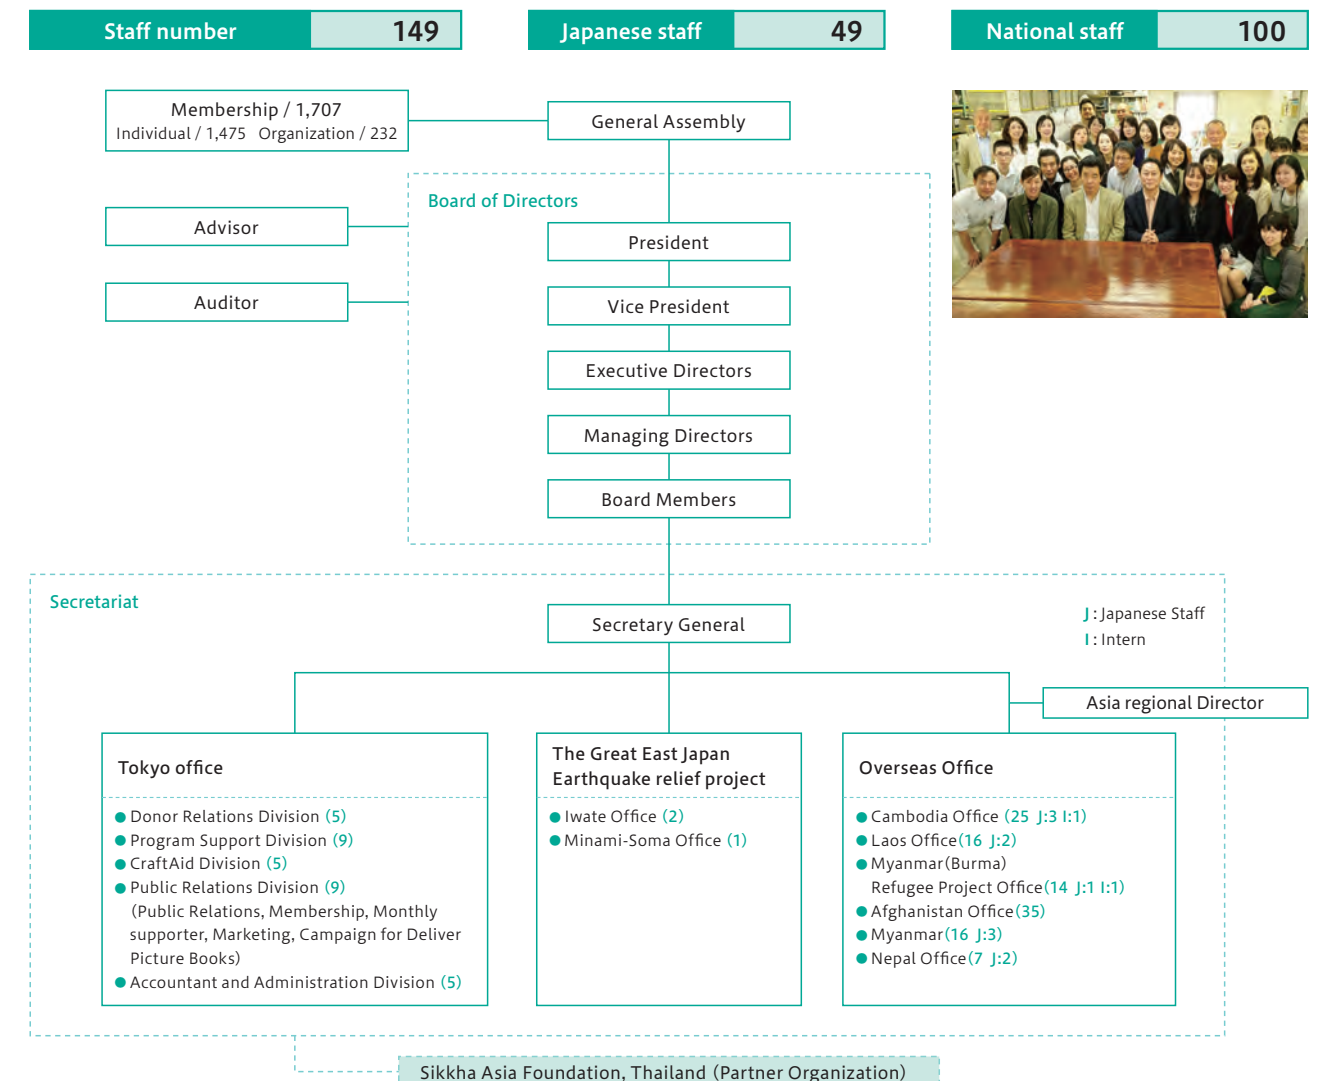 Staff number 149
Japanese staff 49
National staff 100
Membership / 1,707
Individual / 1,475 Organization / 232
General Assembly
Board of Directors
Advisor
Auditor
President
Vice President
Executive Directors
Managing Directors
Board Members
Secretariat
Secretary General
J : Japanese Staff
I : Intern
Asia regional Director
Tokyo office
● Donor Relations Division (5)
● Program Support Division (9)
● CraftAid Division (5)
● Public Relations Division (9)
(Public Relations, Membership, Monthly
supporter, Marketing, Campaign for Deliver
Picture Books)
● Accountant and Administration Division (5)
The Great East Japan
Earthquake relief project
● Iwate Office (2)
● Minami-Soma Office (1)
Overseas Office
● Cambodia Office (25 J:3 I:1)
● Laos Office(16 J:2)
● Myanmar(Burma)
Refugee Project Office(14 J:1 I:1)
● Afghanistan Office(35)
● Myanmar(16 J:3)
● Nepal Office(7 J:2)
Sikkha Asia Foundation, Thailand (Partner Organization)